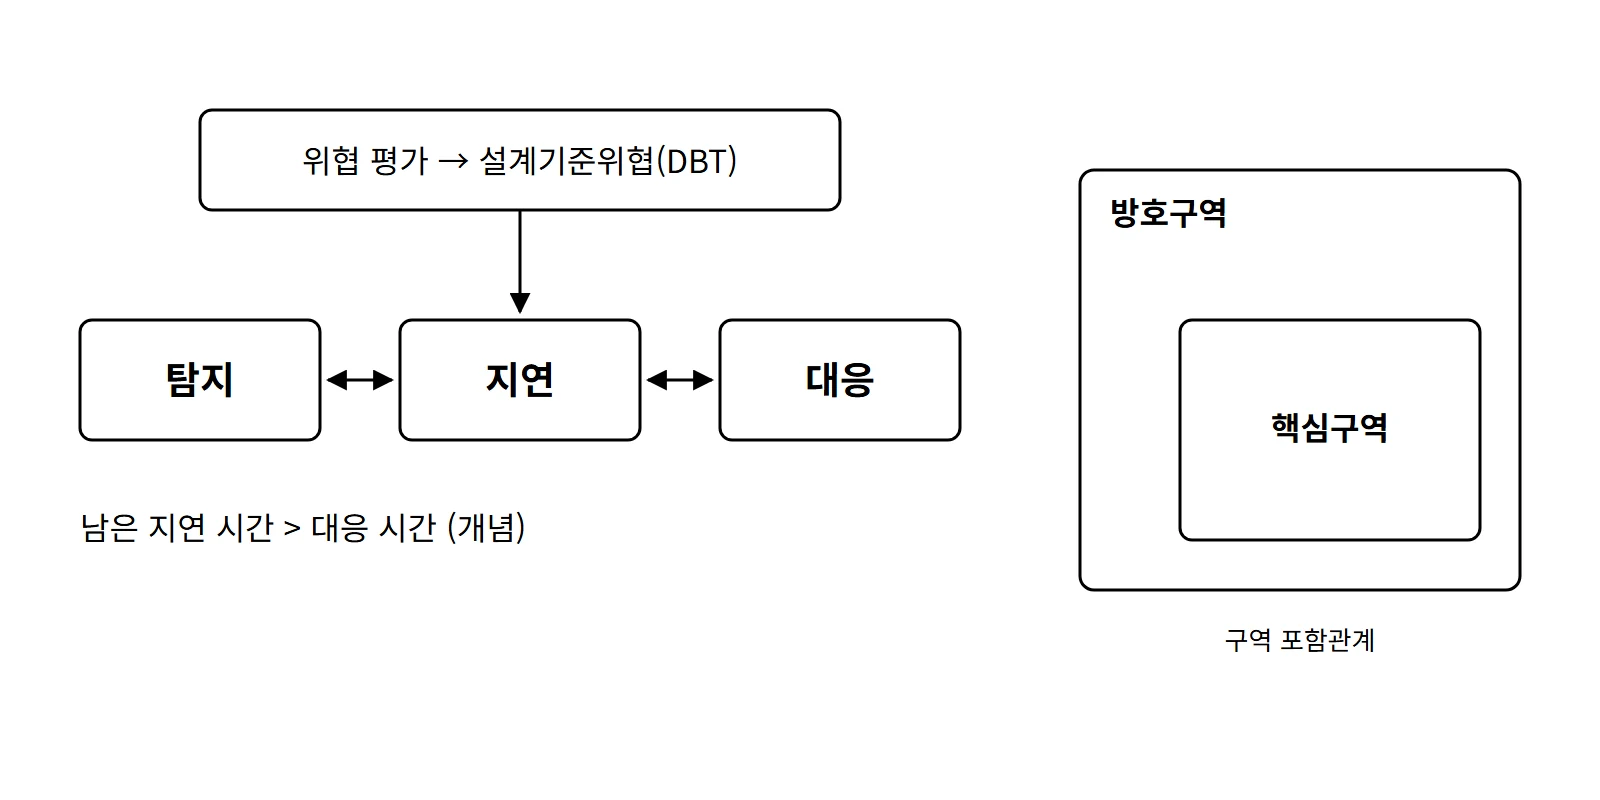 위협 평가 → 설계기준위협(DBT)
방호구역
탐지
지연
대응
핵심구역
남은 지연 시간 > 대응 시간 (개념)
구역 포함관계